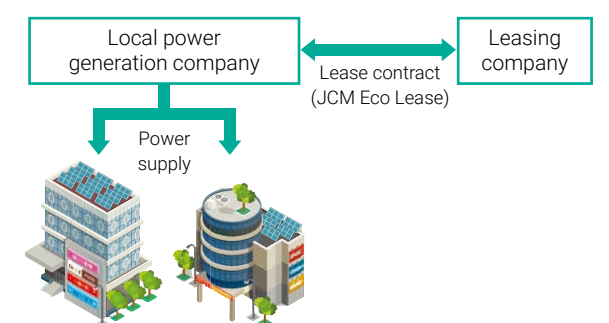 Local power
generation company
Leasing
company
Lease contract
(JCM Eco Lease)
Power
supply